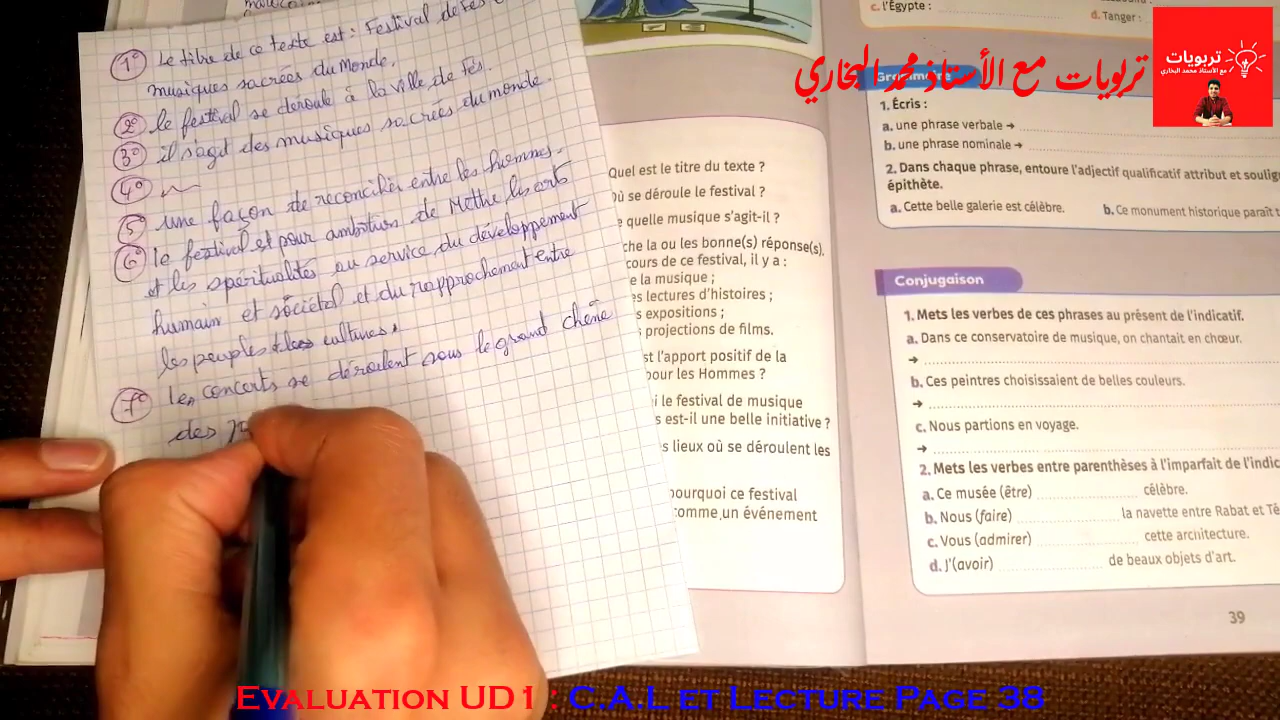 1° Le titre de ce texte est : Festival de Fès
musiques sacrées du Monde.
2° le festival se deroule à la ville de fés.
3° il s'agit des musiques sacrées du monde
4°
5° une façon de reconcilier entre les hommes.
6° le festival et pour ambition de Mettre les arts
et les spiritualités au service du développement
humain et sociétal et du rapprochement entre
les peuples et les cultures.
7° les concerts se déroulent sous le grand chêne
des
Quel est le titre du texte ?
Où se déroule le festival ?
e quelle musique s'agit-il ?
che la ou les bonne(s) réponse(s).
cours de ce festival, il y a :
e la musique ;
es lectures d'histoires ;
s expositions ;
projections de films.
st l'apport positif de la
pour les Hommes ?
i le festival de musique
s est-il une belle initiative ?
s lieux où se déroulent les
pourquoi ce festival
comme un événement
c. l'Égypte :
d. Tanger :
Grammaire
1. Écris :
a. une phrase verbale →
b. une phrase nominale →
2. Dans chaque phrase, entoure l'adjectif qualificatif attribut et soulig
épithète.
a. Cette belle galerie est célèbre. b. Ce monument historique paraît t
Conjugaison
1. Mets les verbes de ces phrases au présent de l'indicatif.
a. Dans ce conservatoire de musique, on chantait en chœur.
→
b. Ces peintres choisissaient de belles couleurs.
→
c. Nous partions en voyage.
→
2. Mets les verbes entre parenthèses à l'imparfait de l'indic
a. Ce musée (être) célèbre.
b. Nous (faire) la navette entre Rabat et Té
c. Vous (admirer) cette architecture.
d. J'(avoir) de beaux objets d'art.
39
تربويات مع الأستاذ محمد البخاري
تربويات
مع الأستاذ محمد البخاري
Evaluation UD1 : C.A.L et Lecture Page 38